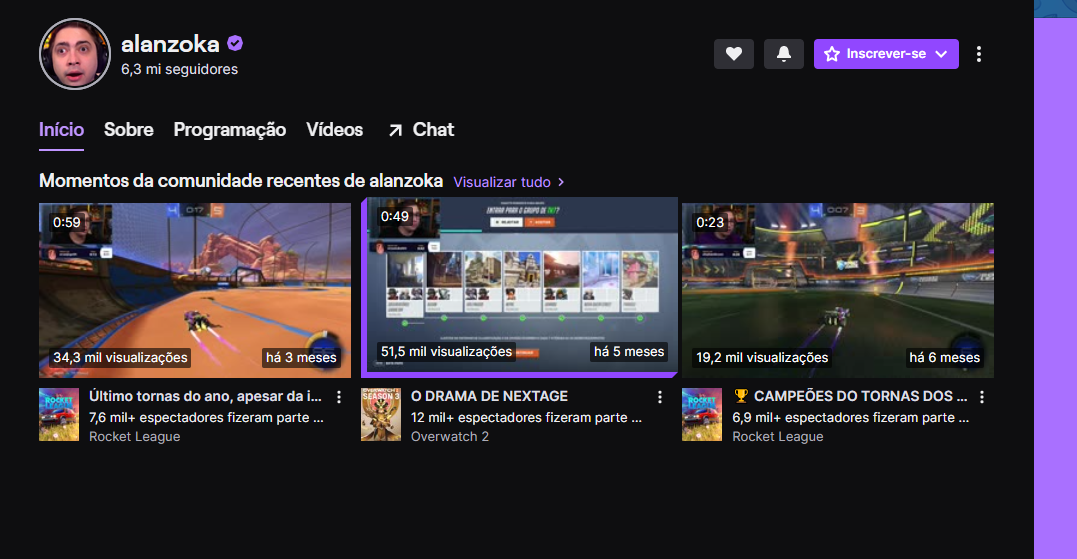 alanzoka
6,3 mi seguidores
Inscrever-se
Início Sobre Programação Vídeos Chat
Momentos da comunidade recentes de alanzoka Visualizar tudo
0:59
34,3 mil visualizações
há 3 meses
Último tornas do ano, apesar da i...
7,6 mil+ espectadores fizeram parte ...
Rocket League
0:49
ENTRAR PARA O GRUPO DE
51,5 mil visualizações
há 5 meses
SEASON 3
O DRAMA DE NEXTAGE
12 mil+ espectadores fizeram parte ...
Overwatch 2
0:23
19,2 mil visualizações
há 6 meses
🏆 CAMPEÕES DO TORNAS DOS ...
6,9 mil+ espectadores fizeram parte ...
Rocket League